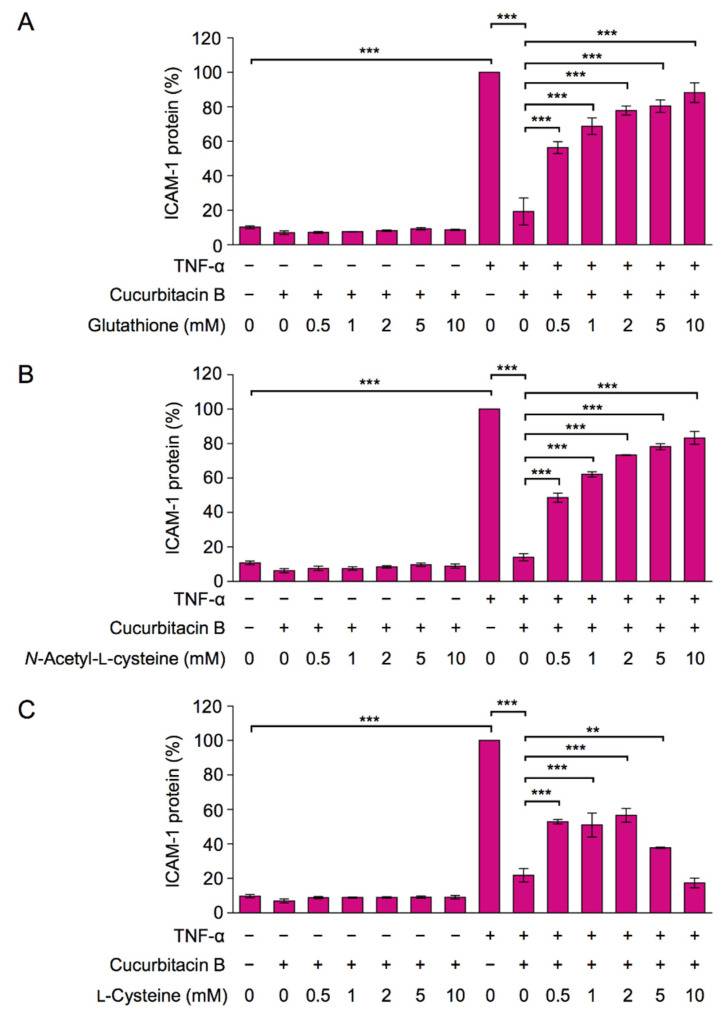 A
ICAM-1 protein (%)
120
100
80
60
40
20
0
***
***
***
***
***
***
***
TNF-α − − − − − − − + + + + + + +
Cucurbitacin B − + + + + + + − + + + + + +
Glutathione (mM) 0 0 0.5 1 2 5 10 0 0 0.5 1 2 5 10
B
ICAM-1 protein (%)
120
100
80
60
40
20
0
***
***
***
***
***
***
***
TNF-α − − − − − − − + + + + + + +
Cucurbitacin B − + + + + + + − + + + + + +
N-Acetyl-L-cysteine (mM) 0 0 0.5 1 2 5 10 0 0 0.5 1 2 5 10
C
ICAM-1 protein (%)
120
100
80
60
40
20
0
***
***
**
***
***
***
TNF-α − − − − − − − + + + + + + +
Cucurbitacin B − + + + + + + − + + + + + +
L-Cysteine (mM) 0 0 0.5 1 2 5 10 0 0 0.5 1 2 5 10